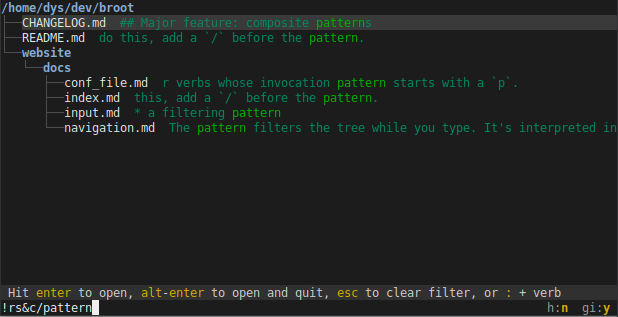 /home/dys/dev/broot
CHANGELOG.md  ## Major feature: composite patterns
README.md  do this, add a `/` before the pattern.
website
docs
conf_file.md  r verbs whose invocation pattern starts with a `p`.
index.md  this, add a `/` before the pattern.
input.md  * a filtering pattern
navigation.md  The pattern filters the tree while you type. It's interpreted in
Hit enter to open, alt-enter to open and quit, esc to clear filter, or : + verb
!rs&c/pattern  h:n  gi:y